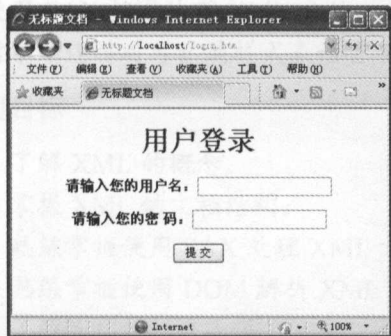 无标题文档 - Windows Internet Explorer
http://localhost/login.htm
文件(F) 编辑(E) 查看(V) 收藏夹(A) 工具(T) 帮助(H)
收藏夹 无标题文档
用户登录
请输入您的用户名：
请输入您的密 码：
提交
Internet 100%